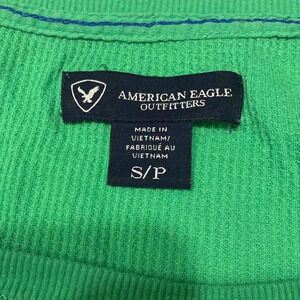 AMERICAN EAGLE
OUTFITTERS
MADE IN
VIETNAM/
FABRIQUÉ AU
VIETNAM
S/P